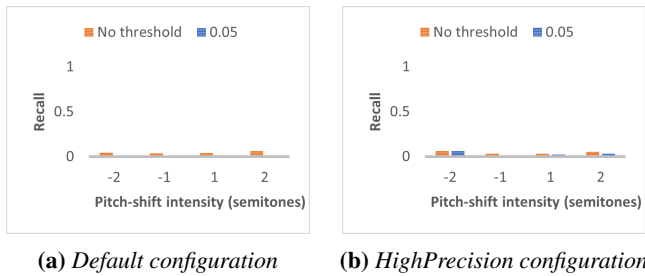 No threshold 0.05
1
0.5
0
Recall
-2 -1 1 2
Pitch-shift intensity (semitones)
(a) Default configuration
No threshold 0.05
1
0.5
0
Recall
-2 -1 1 2
Pitch-shift intensity (semitones)
(b) HighPrecision configuration